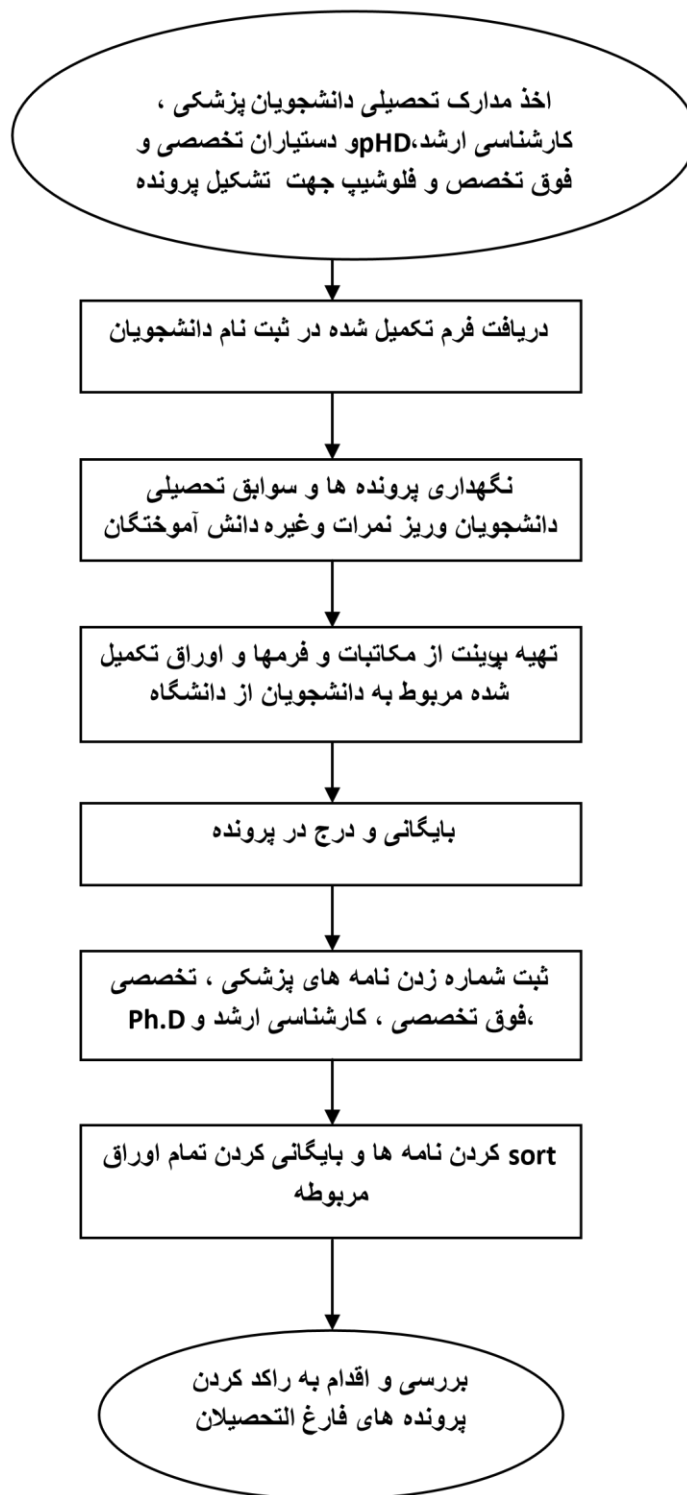 اخذ مدارک تحصیلی دانشجویان پزشکی ،
کارشناسی ارشد،pHDو دستیاران تخصصی و
فوق تخصص و فلوشیپ جهت تشکیل پرونده
دریافت فرم تکمیل شده در ثبت نام دانشجویان
نگهداری پرونده ها و سوابق تحصیلی
دانشجویان وریز نمرات وغیره دانش آموختگان
تهیه پرینت از مکاتبات و فرمها و اوراق تکمیل
شده مربوط به دانشجویان از دانشگاه
بایگانی و درج در پرونده
ثبت شماره زدن نامه های پزشکی ، تخصصی
،فوق تخصصی ، کارشناسی ارشد و Ph.D
sort کردن نامه ها و بایگانی کردن تمام اوراق
مربوطه
بررسی و اقدام به راکد کردن
پرونده های فارغ التحصیلان